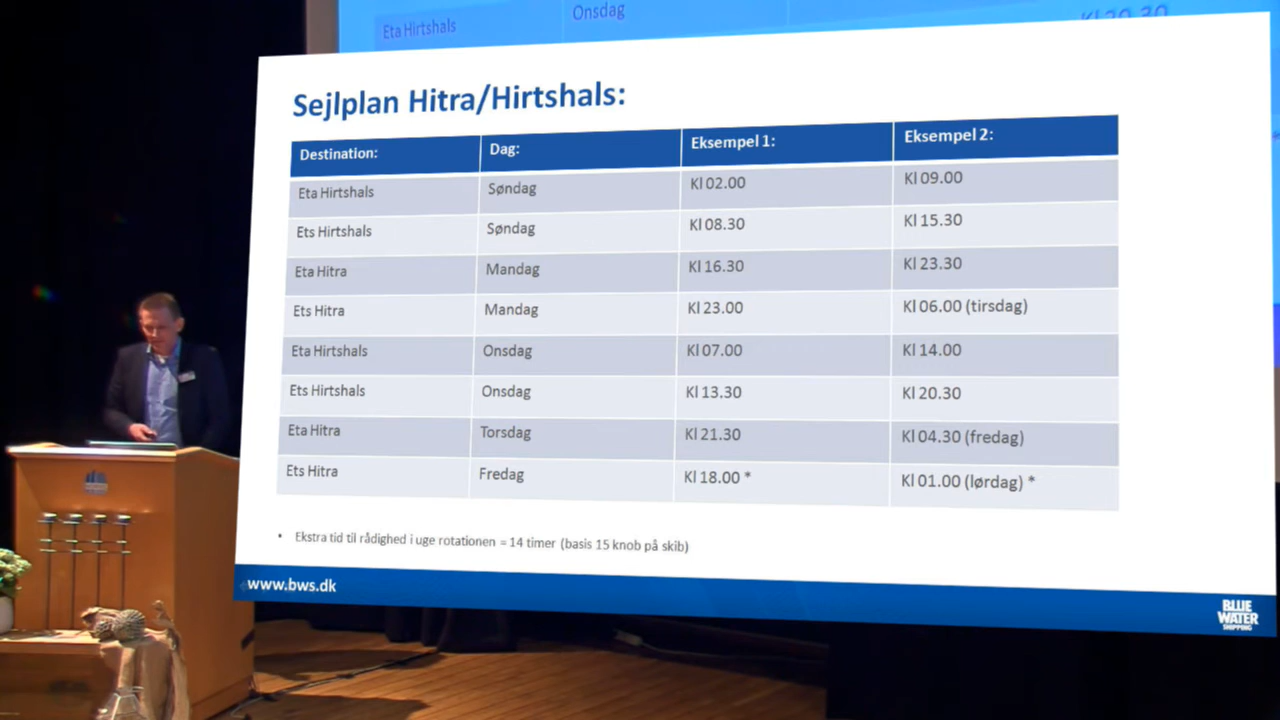 Eta Hirtshals Onsdag Kl 20.30
Sejlplan Hitra/Hirtshals:
Destination: Dag: Eksempel 1: Eksempel 2:
Eta Hirtshals Søndag Kl 02.00 Kl 09.00
Ets Hirtshals Søndag Kl 08.30 Kl 15.30
Eta Hitra Mandag Kl 16.30 Kl 23.30
Ets Hitra Mandag Kl 23.00 Kl 06.00 (tirsdag)
Eta Hirtshals Onsdag Kl 07.00 Kl 14.00
Ets Hirtshals Onsdag Kl 13.30 Kl 20.30
Eta Hitra Torsdag Kl 21.30 Kl 04.30 (fredag)
Ets Hitra Fredag Kl 18.00 * Kl 01.00 (lørdag) *
• Ekstra tid til rådighed i uge rotationen = 14 timer (basis 15 knob på skib)
www.bws.dk
BLUE
WATER
SHIPPING